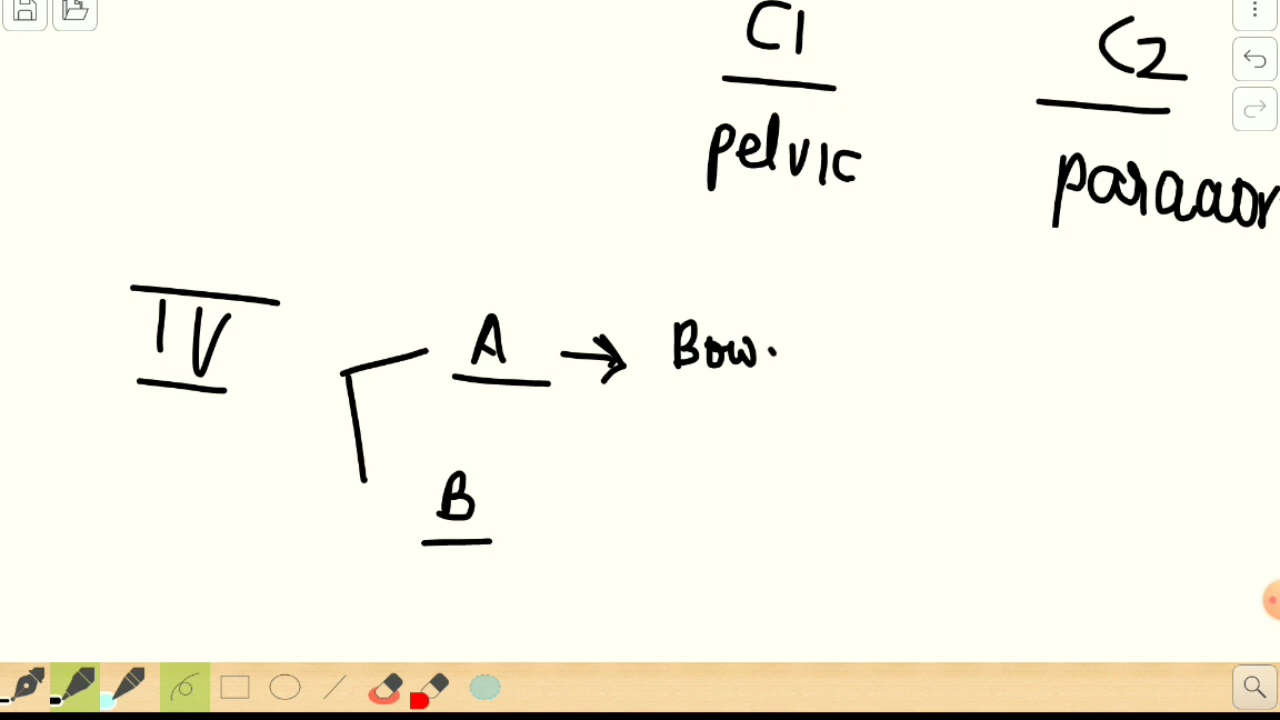 C1 C2
pelvic paraaor
IV A → Bow.
B